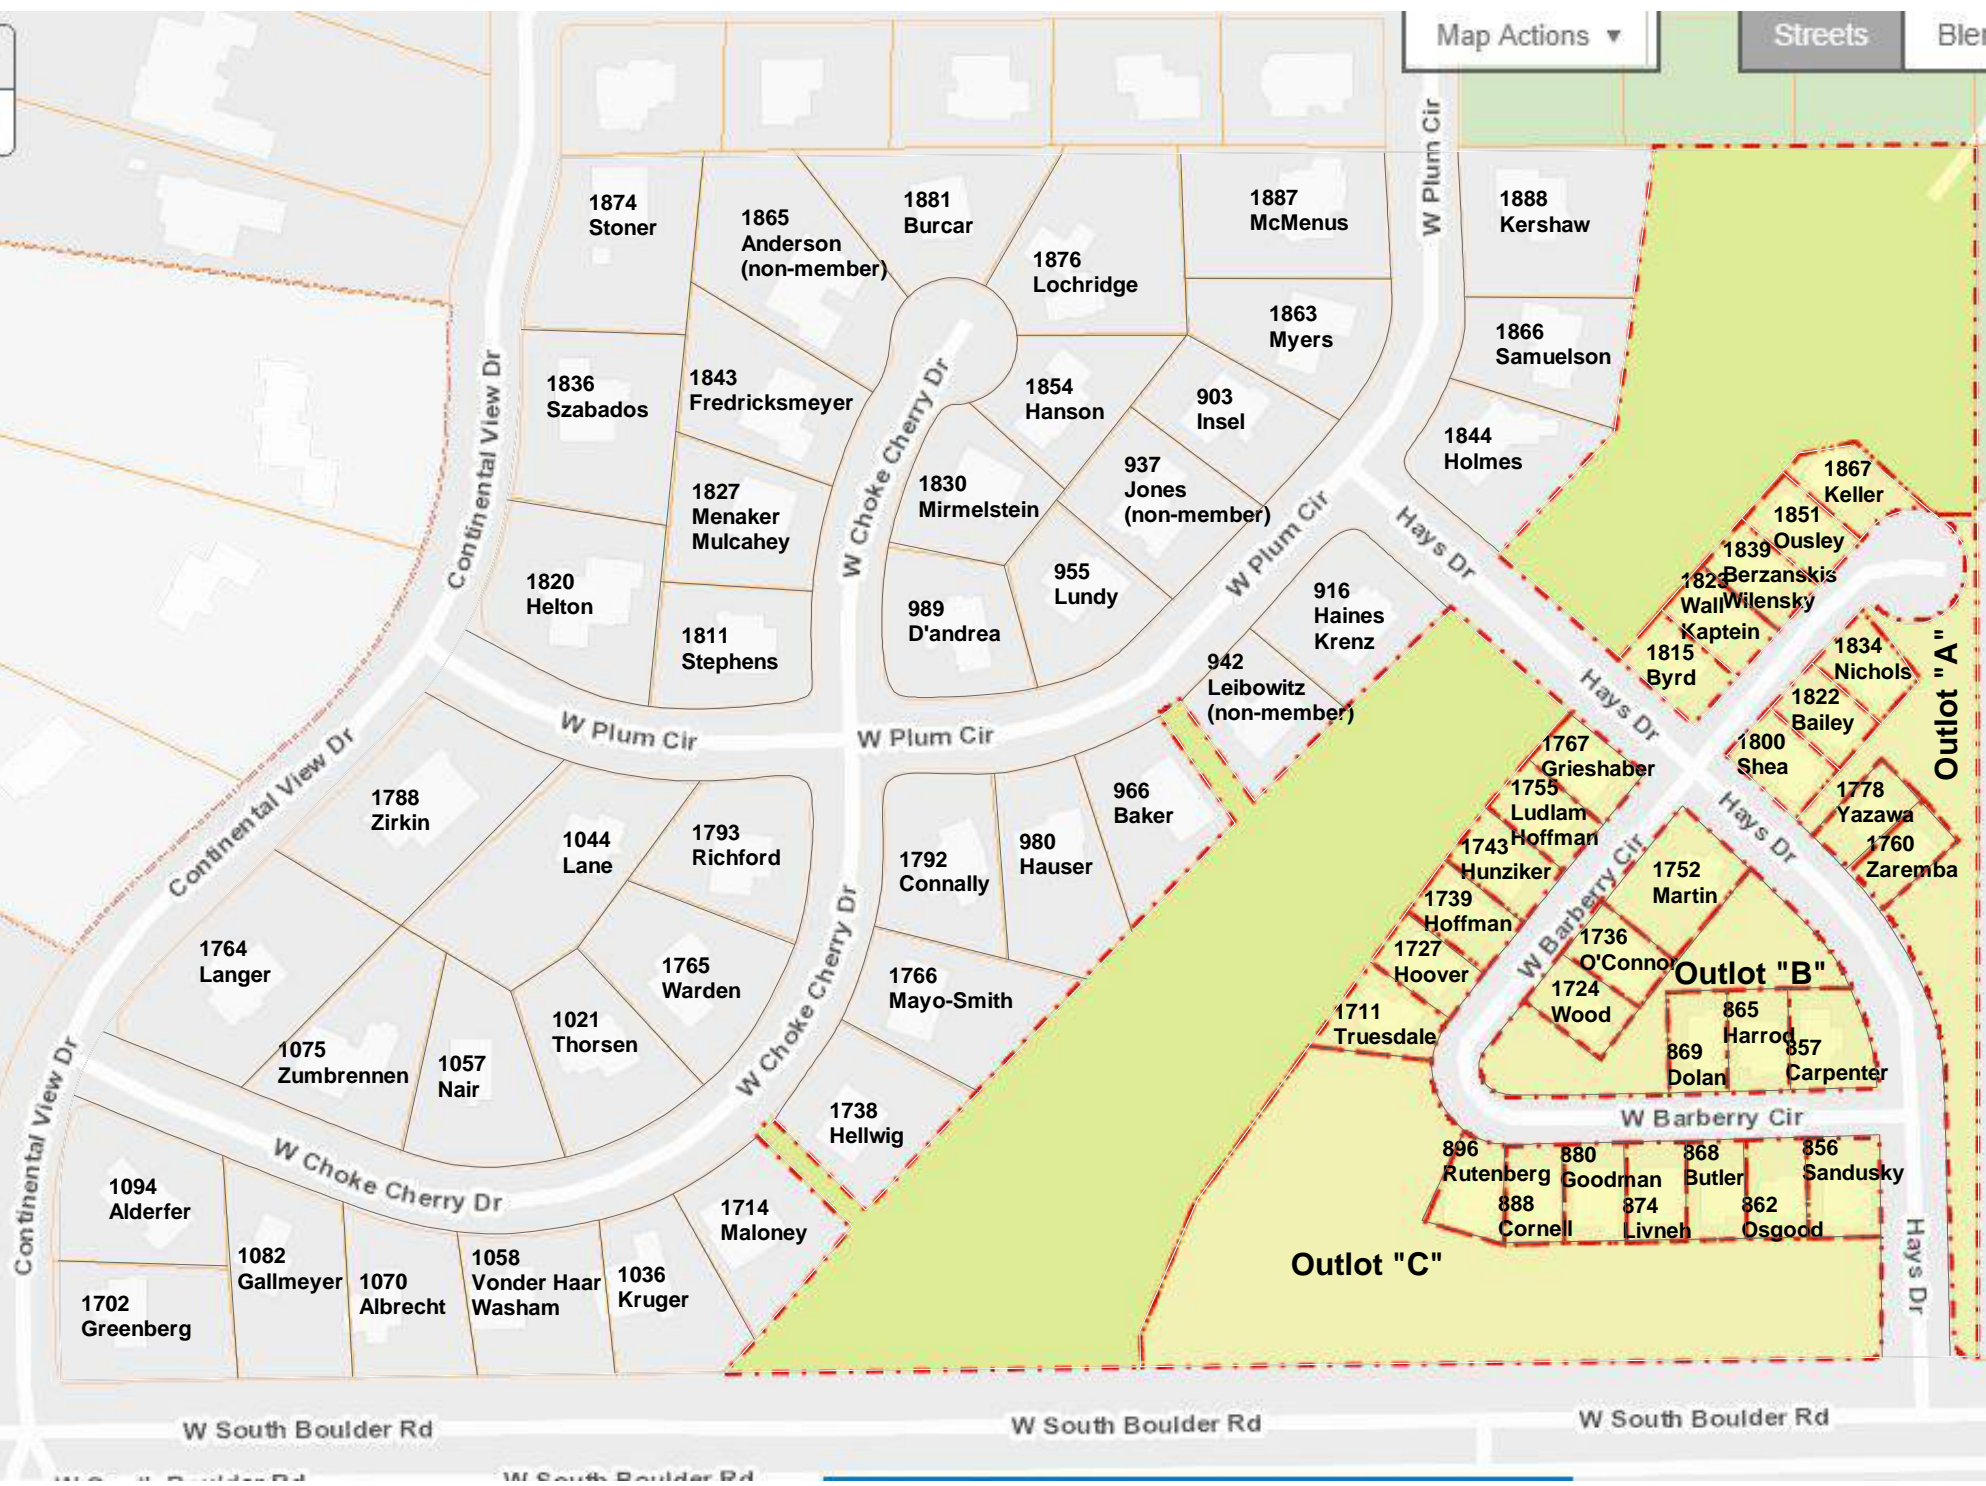 Map Actions ▼
Streets
W Plum Cir
1874
Stoner
1865
Anderson
(non-member)
1881
Burcar
1876
Lochridge
1887
McMenus
1888
Kershaw
1863
Myers
1866
Samuelson
1836
Szabados
1843
Fredricksmeyer
1854
Hanson
903
Insel
1844
Holmes
Continental View Dr
W Choke Cherry Dr
1827
Menaker
Mulcahey
1830
Mirmelstein
937
Jones
(non-member)
W Plum Cir
Hays Dr
1867
Keller
1851
Ousley
1839
Berzanskis
Wilensky
1823
Wall
Kaptein
1815
Byrd
1820
Helton
1811
Stephens
989
D'andrea
955
Lundy
916
Haines
Krenz
942
Leibowitz
(non-member)
1834
Nichols
1822
Bailey
1800
Shea
Outlot "A"
Hays Dr
W Plum Cir
W Plum Cir
Continental View Dr
1788
Zirkin
1044
Lane
1793
Richford
1792
Connally
980
Hauser
966
Baker
1767
Grieshaber
1755
Ludlam
Hoffman
1743
Hunziker
1739
Hoffman
1727
Hoover
1711
Truesdale
Hays Dr
1778
Yazawa
1760
Zaremba
W Barberry Cir
1752
Martin
1736
O'Connor
1724
Wood
Outlot "B"
865
Harrod
869
Dolan
857
Carpenter
1764
Langer
1765
Warden
1766
Mayo-Smith
W Choke Cherry Dr
1075
Zumbrennen
1057
Nair
1021
Thorsen
1738
Hellwig
W Barberry Cir
Continental View Dr
W Choke Cherry Dr
1094
Alderfer
1082
Gallmeyer
1070
Albrecht
1058
Vonder Haar
Washam
1036
Kruger
1714
Maloney
1702
Greenberg
896
Rutenberg
888
Cornell
880
Goodman
874
Livneh
868
Butler
862
Osgood
856
Sandusky
Outlot "C"
Hays Dr
W South Boulder Rd
W South Boulder Rd
W South Boulder Rd
W South Boulder Rd